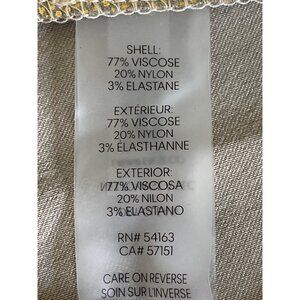 SHELL:
77% VISCOSE
20% NYLON
3% ELASTANE
EXTÉRIEUR:
77% VISCOSE
20% NYLON
3% ÉLASTHANNE
EXTERIOR:
77% VISCOSA
20% NILON
3% ELASTANO
RN# 54163
CA# 57151
CARE ON REVERSE
SOIN SUR L'INVERSE